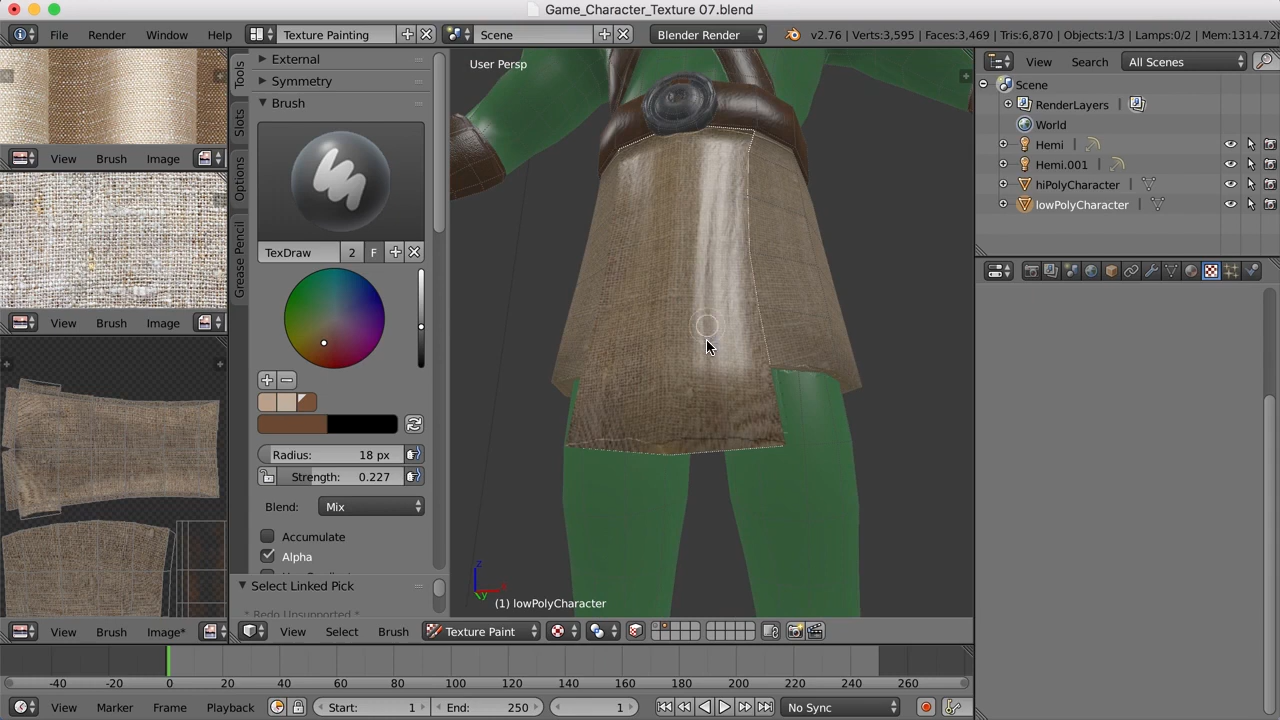 Game_Character_Texture 07.blend
File Render Window Help Texture Painting Scene Blender Render v2.76 | Verts:3,595 | Faces:3,469 | Tris:6,870 | Objects:1/3 | Lamps:0/2 | Mem:1314.72
View Brush Image
View Brush Image
View Brush Image*
Tools
Slots
Options
Grease Pencil
External
Symmetry
Brush
TexDraw 2 F
Radius: 18 px
Strength: 0.227
Blend: Mix
Accumulate
Alpha
Select Linked Pick
* Redo Unsupported *
User Persp
z
y
(1) lowPolyCharacter
View Select Brush Texture Paint
View Search All Scenes
Scene
RenderLayers
World
Hemi
Hemi.001
hiPolyCharacter
lowPolyCharacter
-40 -20 0 20 40 60 80 100 120 140 160 180 200 220 240 260
View Marker Frame Playback Start: 1 End: 250 1 No Sync